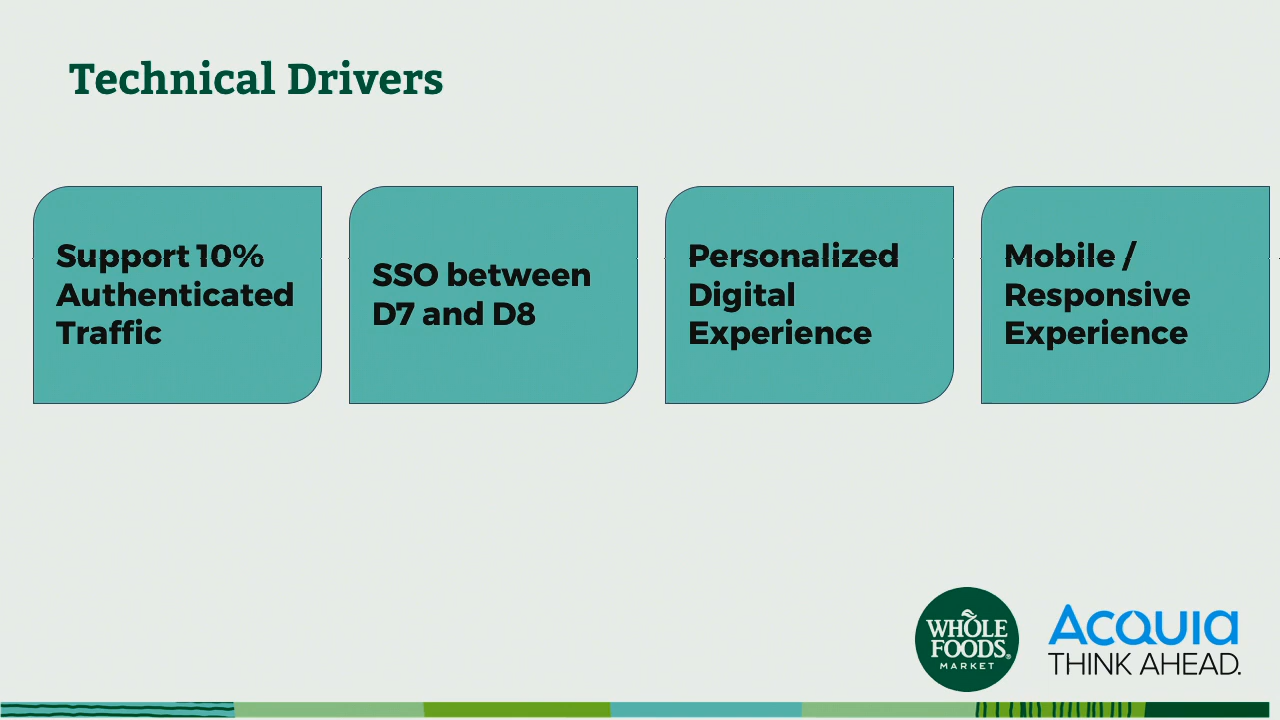 Technical Drivers
Support 10%
Authenticated
Traffic
SSO between
D7 and D8
Personalized
Digital
Experience
Mobile /
Responsive
Experience
WHOLE
FOODS®
MARKET
ACQUIA
THINK AHEAD.